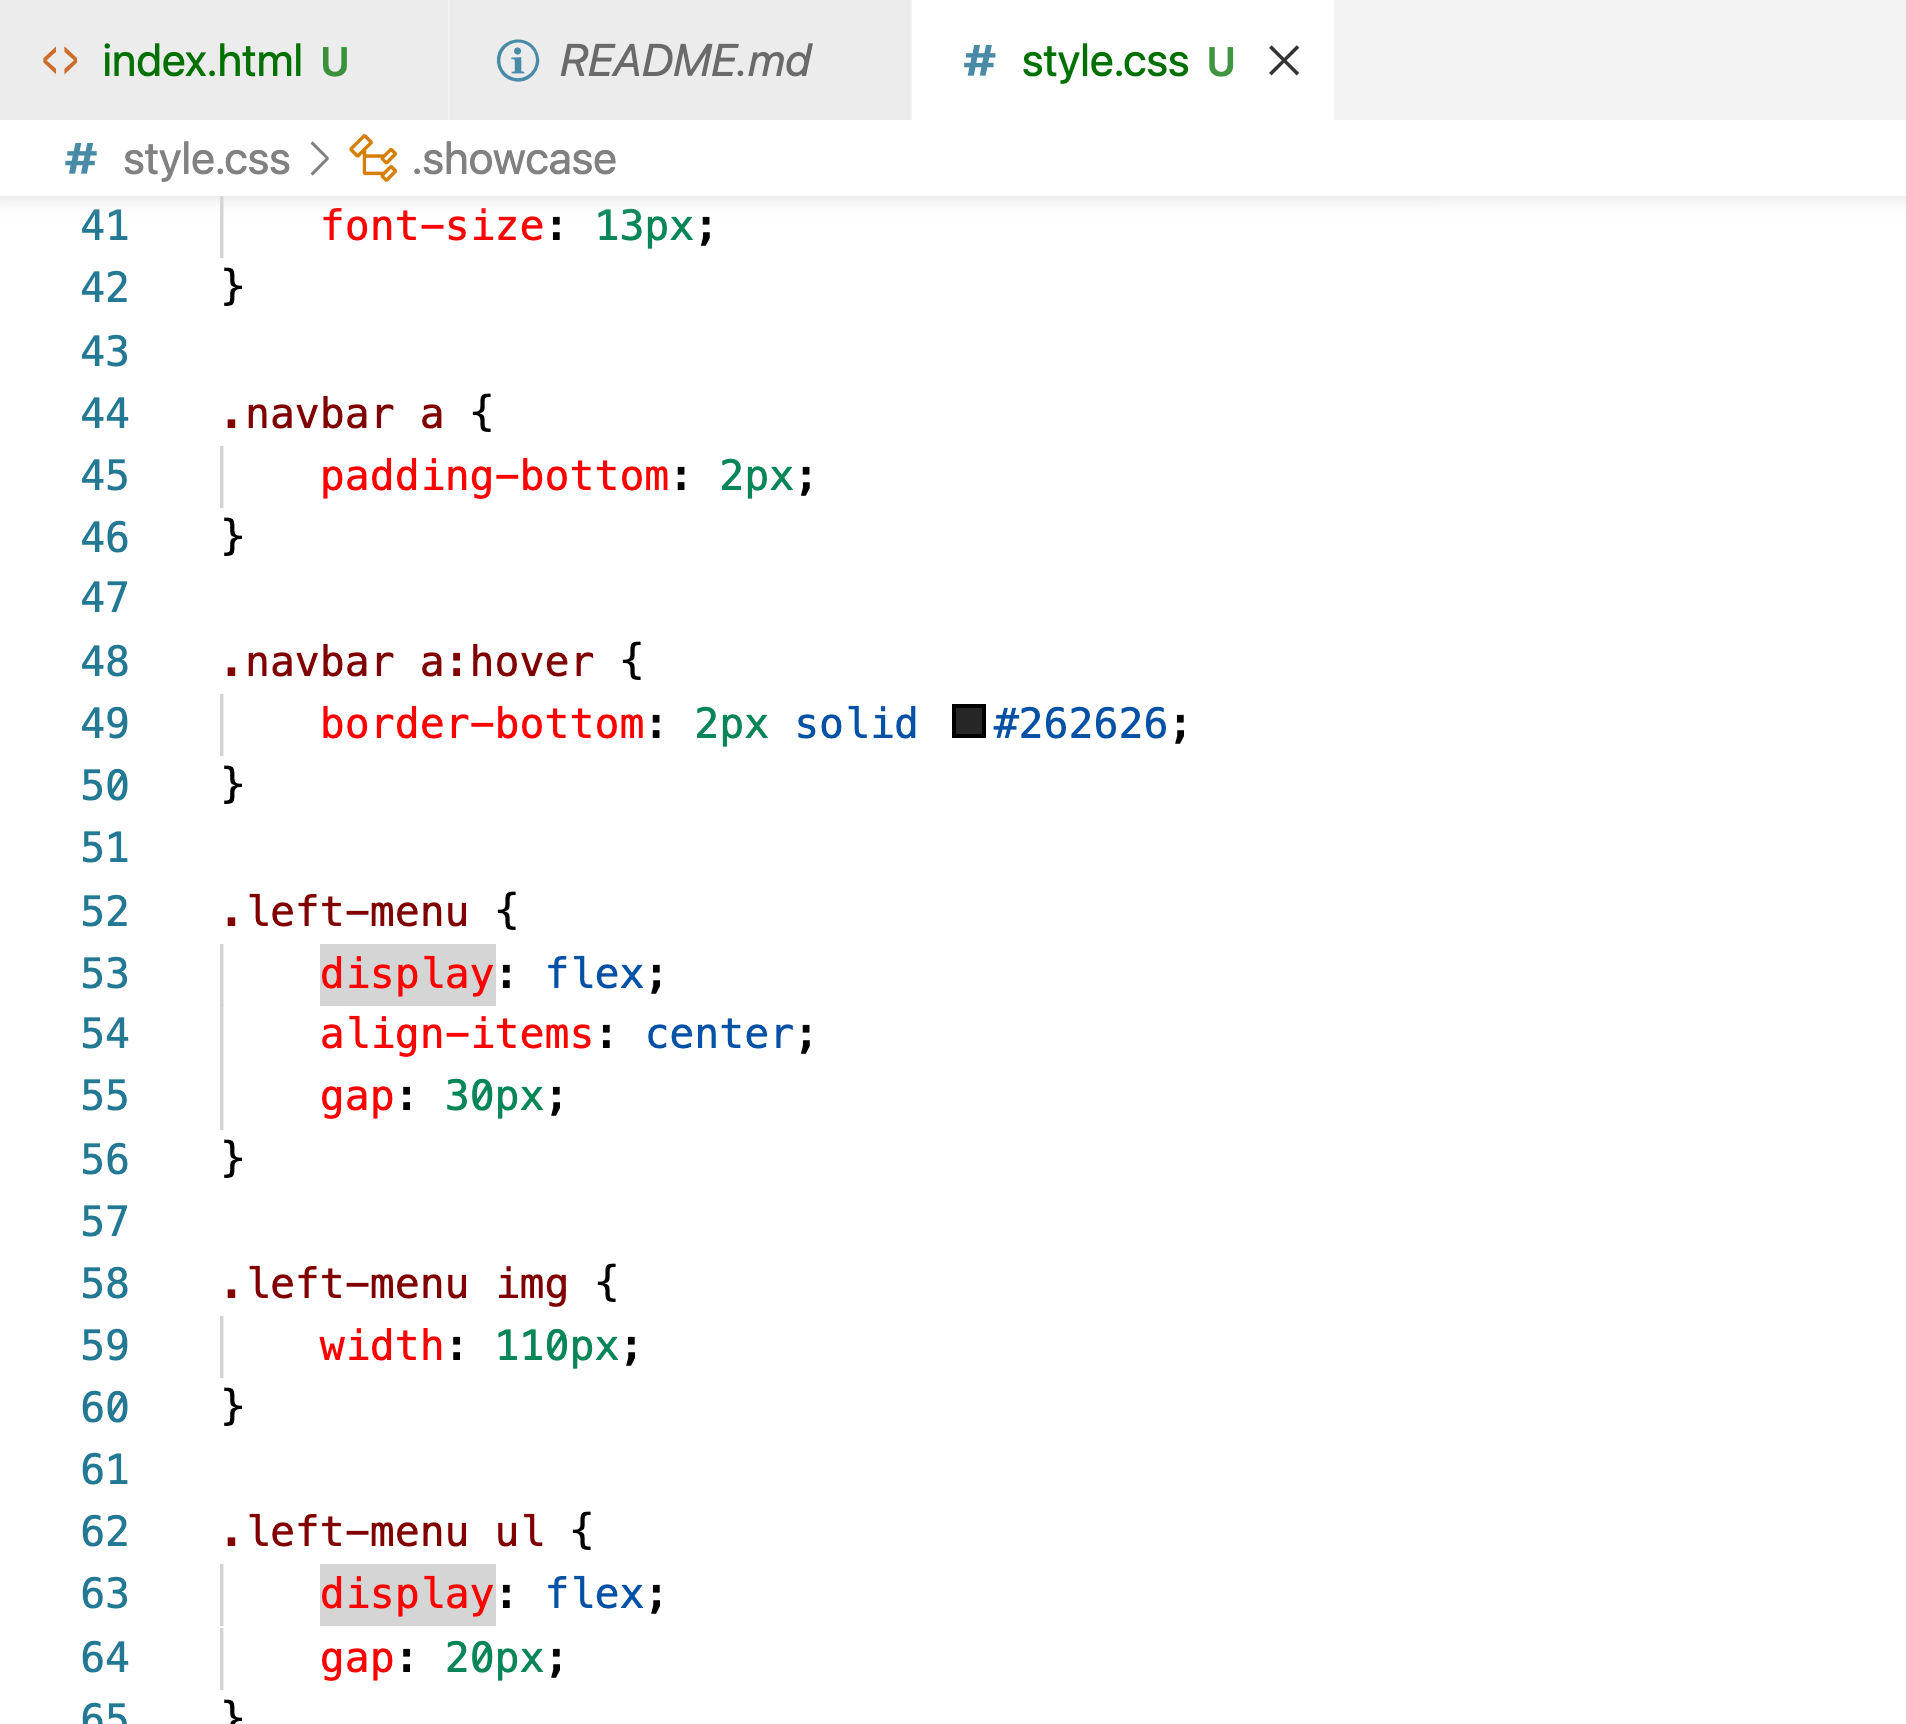 index.html U README.md # style.css U
# style.css > .showcase
41 font-size: 13px;
42 }
43
44 .navbar a {
45 padding-bottom: 2px;
46 }
47
48 .navbar a:hover {
49 border-bottom: 2px solid #262626;
50 }
51
52 .left-menu {
53 display: flex;
54 align-items: center;
55 gap: 30px;
56 }
57
58 .left-menu img {
59 width: 110px;
60 }
61
62 .left-menu ul {
63 display: flex;
64 gap: 20px;
65 }